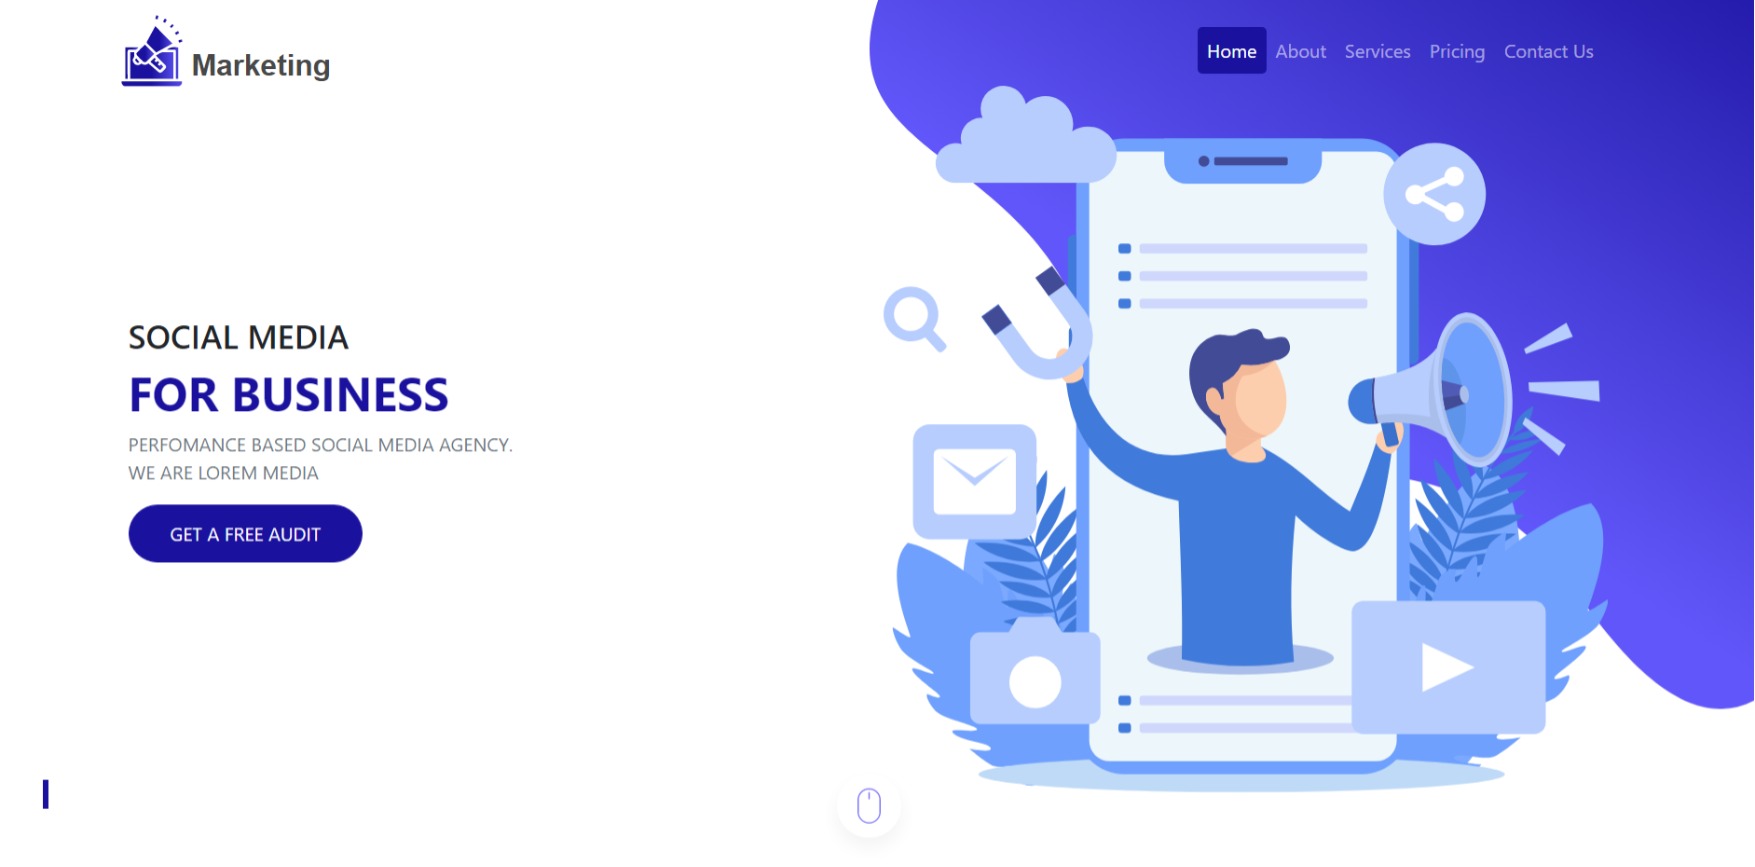 Marketing
Home About Services Pricing Contact Us
SOCIAL MEDIA
FOR BUSINESS
PERFOMANCE BASED SOCIAL MEDIA AGENCY.
WE ARE LOREM MEDIA
GET A FREE AUDIT